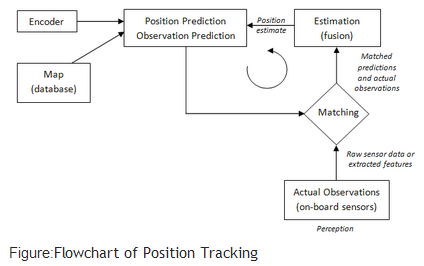 Encoder
Position Prediction
Observation Prediction
Position
estimate
Estimation
(fusion)
Map
(database)
Matched
predictions
and actual
observations
Matching
Raw sensor data or
extracted features
Actual Observations
(on-board sensors)
Perception
Figure:Flowchart of Position Tracking